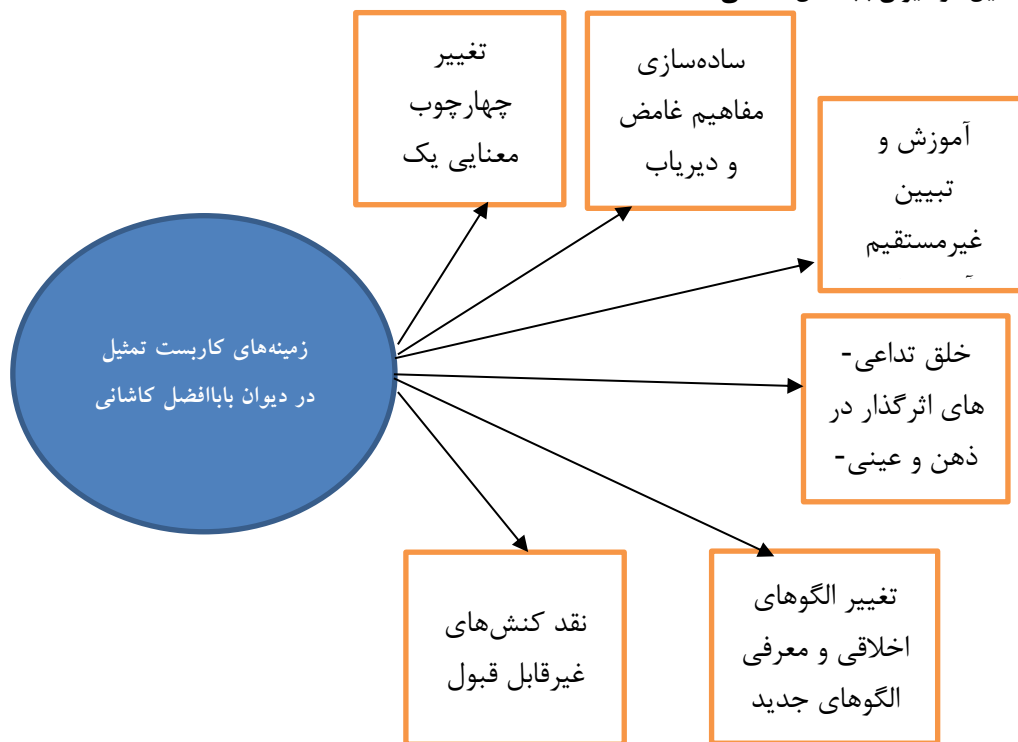 تغییر
چهارچوب
معنایی یک
ساده‌سازی
مفاهیم غامض
و دیریاب
آموزش و
تبیین
غیرمستقیم
زمینه‌های کاربست تمثیل
در دیوان باباافضل کاشانی
خلق تداعی-
های اثرگذار در
ذهن و عینی-
تغییر الگوهای
اخلاقی و معرفی
الگوهای جدید
نقد کنش‌های
غیرقابل قبول